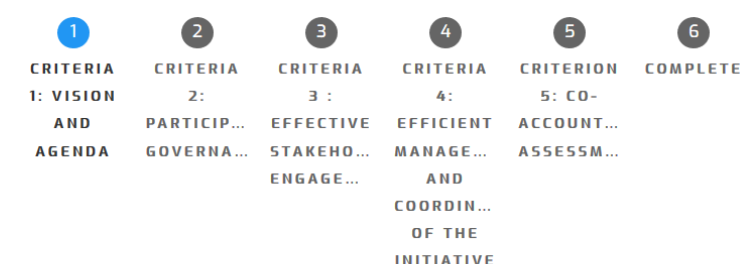 1
CRITERIA
1: VISION
AND
AGENDA
2
CRITERIA
2:
PARTICIP...
GOVERNA...
3
CRITERIA
3 :
EFFECTIVE
STAKEHO...
ENGAGE...
4
CRITERIA
4:
EFFICIENT
MANAGE...
AND
COORDIN...
OF THE
INITIATIVE
5
CRITERION
5: CO-
ACCOUNT...
ASSESSM...
6
COMPLETE